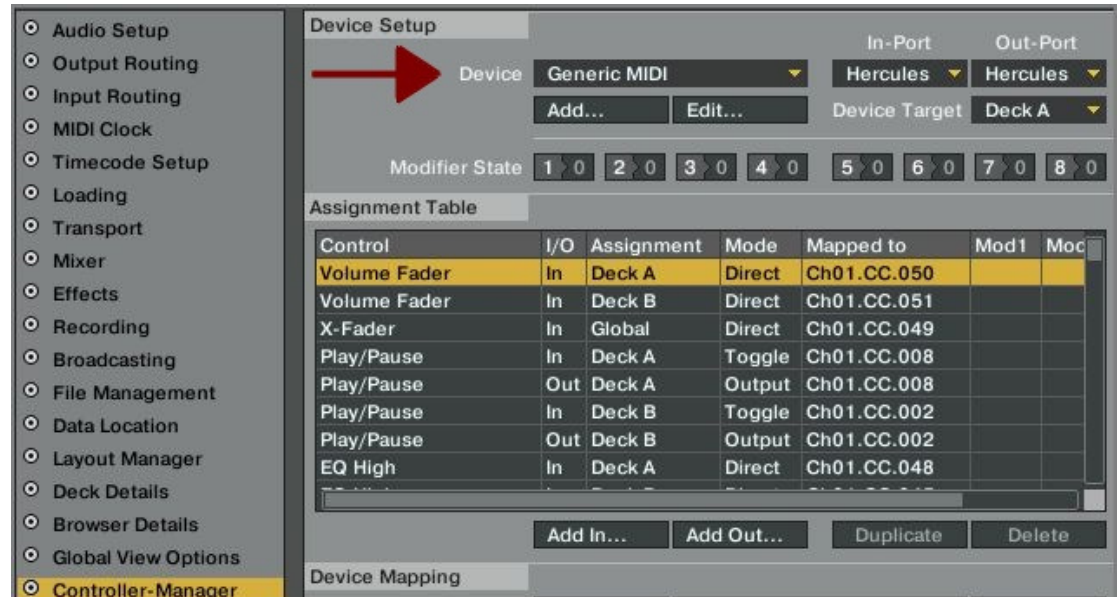 Audio Setup
Output Routing
Input Routing
MIDI Clock
Timecode Setup
Loading
Transport
Mixer
Effects
Recording
Broadcasting
File Management
Data Location
Layout Manager
Deck Details
Browser Details
Global View Options
Controller-Manager
Device Setup
In-Port Out-Port
Device Generic MIDI Hercules Hercules
Add... Edit... Device Target Deck A
Modifier State 1 0 2 0 3 0 4 0 5 0 6 0 7 0 8 0
Assignment Table
Control I/O Assignment Mode Mapped to Mod1 Mod
Volume Fader In Deck A Direct Ch01.CC.050
Volume Fader In Deck B Direct Ch01.CC.051
X-Fader In Global Direct Ch01.CC.049
Play/Pause In Deck A Toggle Ch01.CC.008
Play/Pause Out Deck A Output Ch01.CC.008
Play/Pause In Deck B Toggle Ch01.CC.002
Play/Pause Out Deck B Output Ch01.CC.002
EQ High In Deck A Direct Ch01.CC.048
Add In... Add Out... Duplicate Delete
Device Mapping